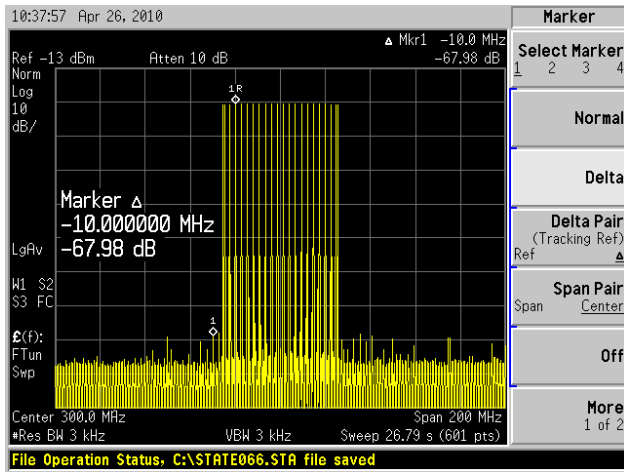 10:37:57 Apr 26, 2010
Marker
Δ Mkr1 -10.0 MHz
Ref -13 dBm Atten 10 dB -67.98 dB
Norm
Log
10
dB/
1R
Marker Δ
-10.000000 MHz
-67.98 dB
LgAv
W1 S2
S3 FC
1
£(f):
FTun
Swp
Center 300.0 MHz Span 200 MHz
#Res BW 3 kHz VBW 3 kHz Sweep 26.79 s (601 pts)
File Operation Status, C:\STATE066.STA file saved
Select Marker
1 2 3 4
Normal
Delta
Delta Pair
(Tracking Ref)
Ref Δ
Span Pair
Span Center
Off
More
1 of 2